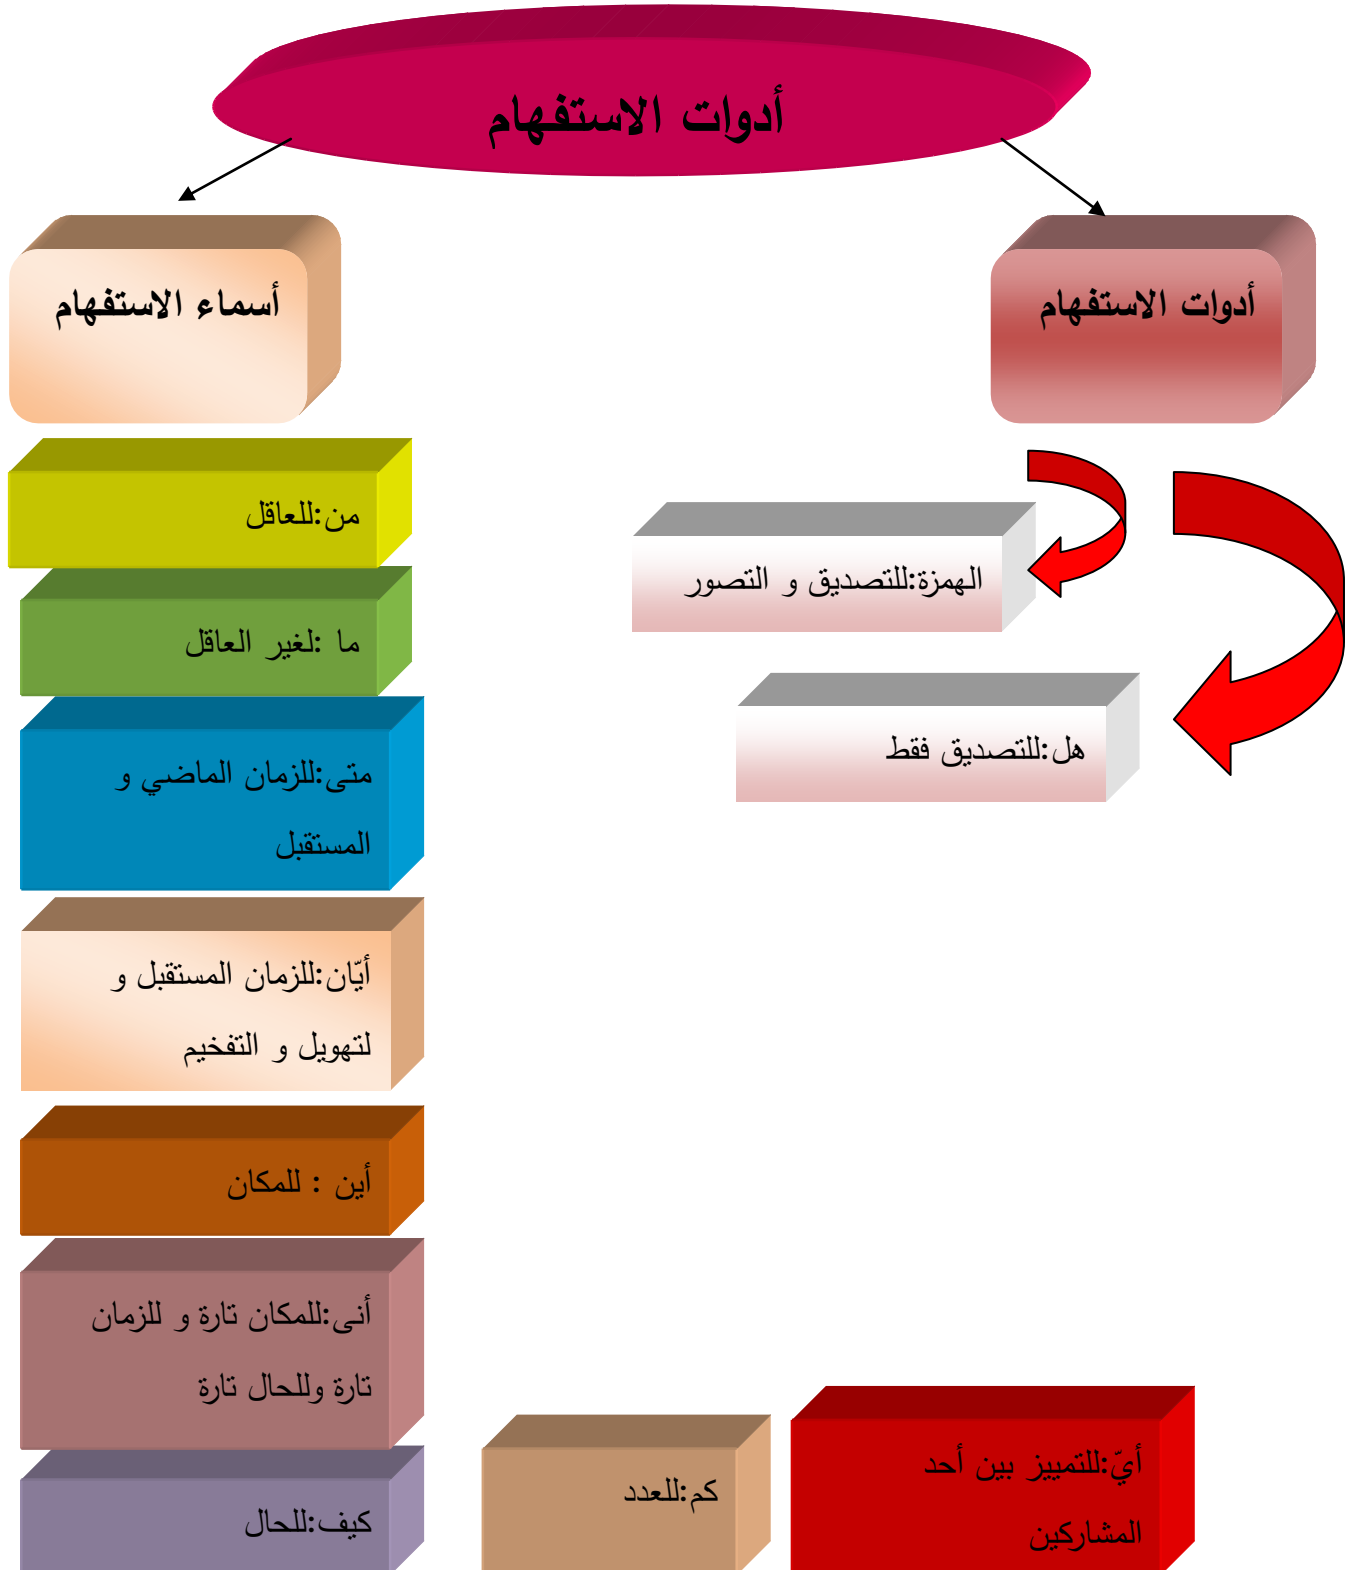 أدوات الاستفهام
أدوات الاستفهام
أسماء الاستفهام
الهمزة:للتصديق و التصور
هل:للتصديق فقط
من:للعاقل
ما :لغير العاقل
متى:للزمان الماضي و
المستقبل
أيّان:للزمان المستقبل و
لتهويل و التفخيم
أين : للمكان
أنى:للمكان تارة و للزمان
تارة وللحال تارة
كيف:للحال
كم:للعدد
أيّ:للتمييز بين أحد
المشاركين